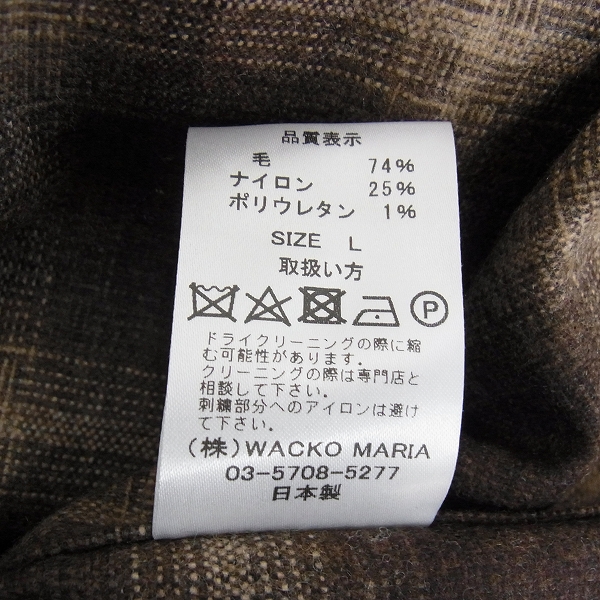 品質表示
毛 74%
ナイロン 25%
ポリウレタン 1%
SIZE L
取扱い方
P
ドライクリーニングの際に縮
む可能性があります。
クリーニングの際は専門店と
相談して下さい。
刺繍部分へのアイロンは避け
て下さい。
(株)WACKO MARIA
03-5708-5277
日本製